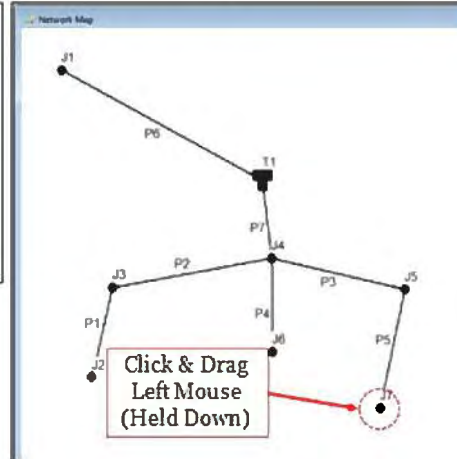 Network Map
J1
P6
T1
P7
J4
P2
P3
J3
J5
P1
P4
P5
J6
J2
J7
Click & Drag
Left Mouse
(Held Down)